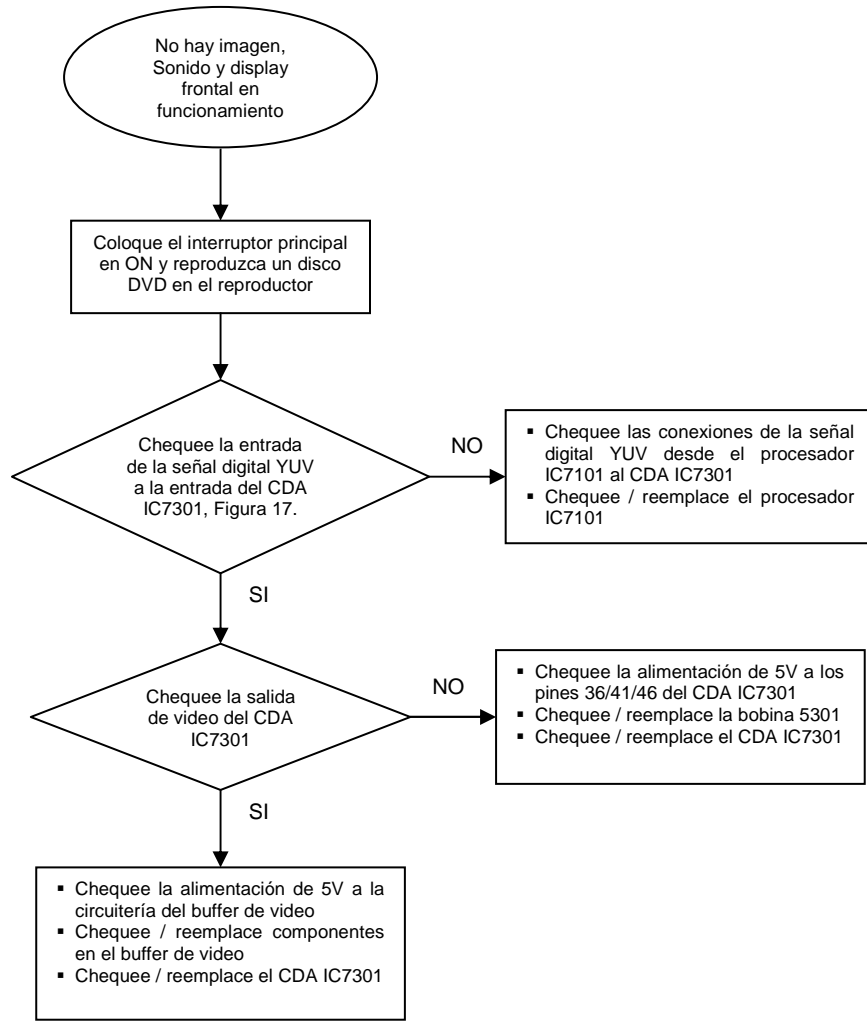 No hay imagen,
Sonido y display
frontal en
funcionamiento
Coloque el interruptor principal
en ON y reproduzca un disco
DVD en el reproductor
Chequee la entrada
de la señal digital YUV
a la entrada del CDA
IC7301, Figura 17.
NO
▪ Chequee las conexiones de la señal
digital YUV desde el procesador
IC7101 al CDA IC7301
▪ Chequee / reemplace el procesador
IC7101
SI
Chequee la salida
de video del CDA
IC7301
NO
▪ Chequee la alimentación de 5V a los
pines 36/41/46 del CDA IC7301
▪ Chequee / reemplace la bobina 5301
▪ Chequee / reemplace el CDA IC7301
SI
▪ Chequee la alimentación de 5V a la
circuitería del buffer de video
▪ Chequee / reemplace componentes
en el buffer de video
▪ Chequee / reemplace el CDA IC7301